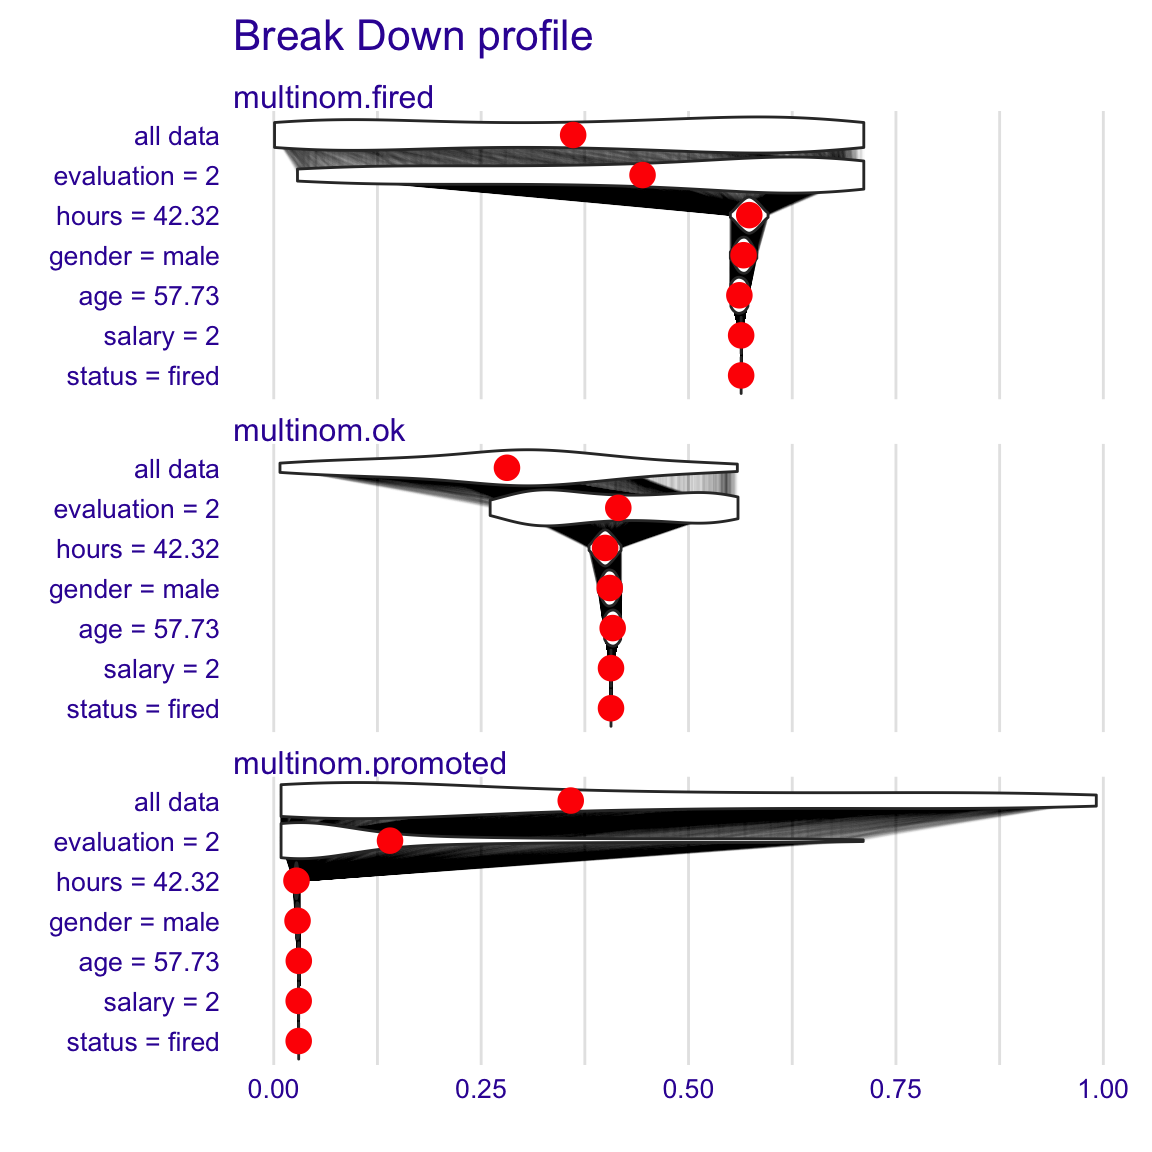 Break Down profile
multinom.fired
all data
evaluation = 2
hours = 42.32
gender = male
age = 57.73
salary = 2
status = fired
multinom.ok
all data
evaluation = 2
hours = 42.32
gender = male
age = 57.73
salary = 2
status = fired
multinom.promoted
all data
evaluation = 2
hours = 42.32
gender = male
age = 57.73
salary = 2
status = fired
0.00 0.25 0.50 0.75 1.00